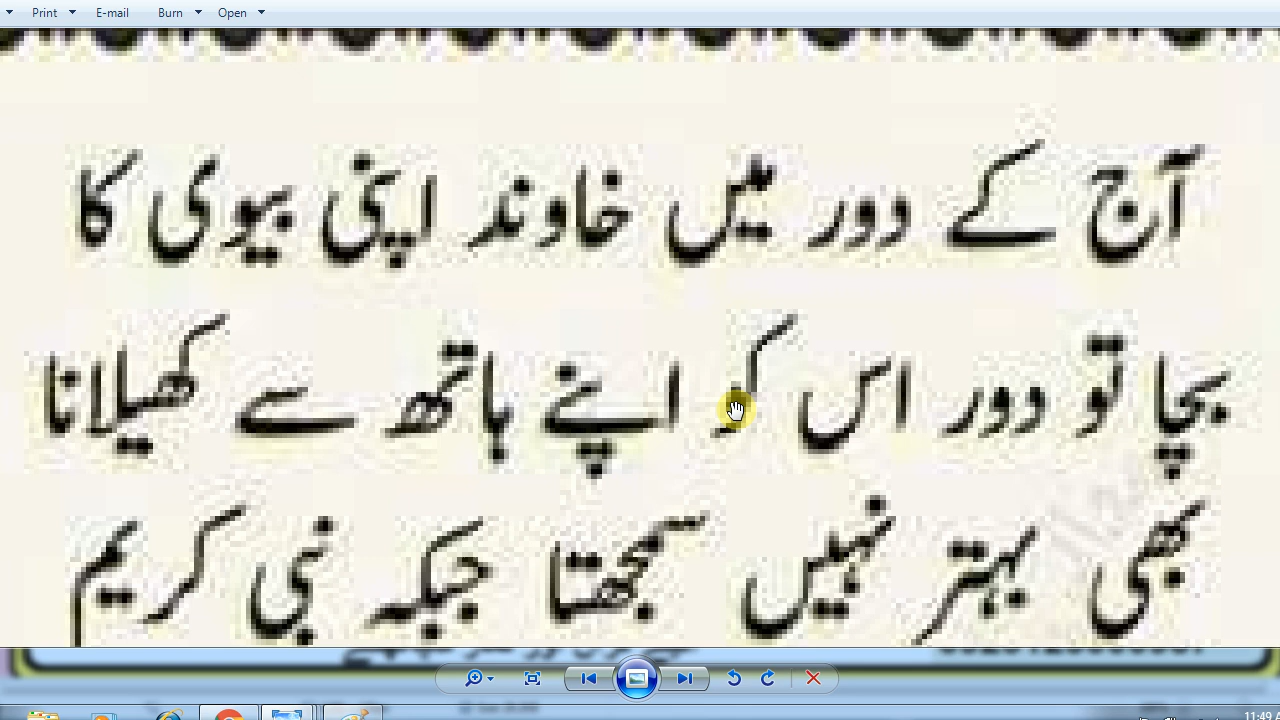 Print E-mail Burn Open
آج کے دور میں خاوند اپنی بیوی کا
بچا تو دور اس کو اپنے ہاتھ سے کھیلانا
بھی بہتر نہیں سمجھتا جبکہ نبی کریم